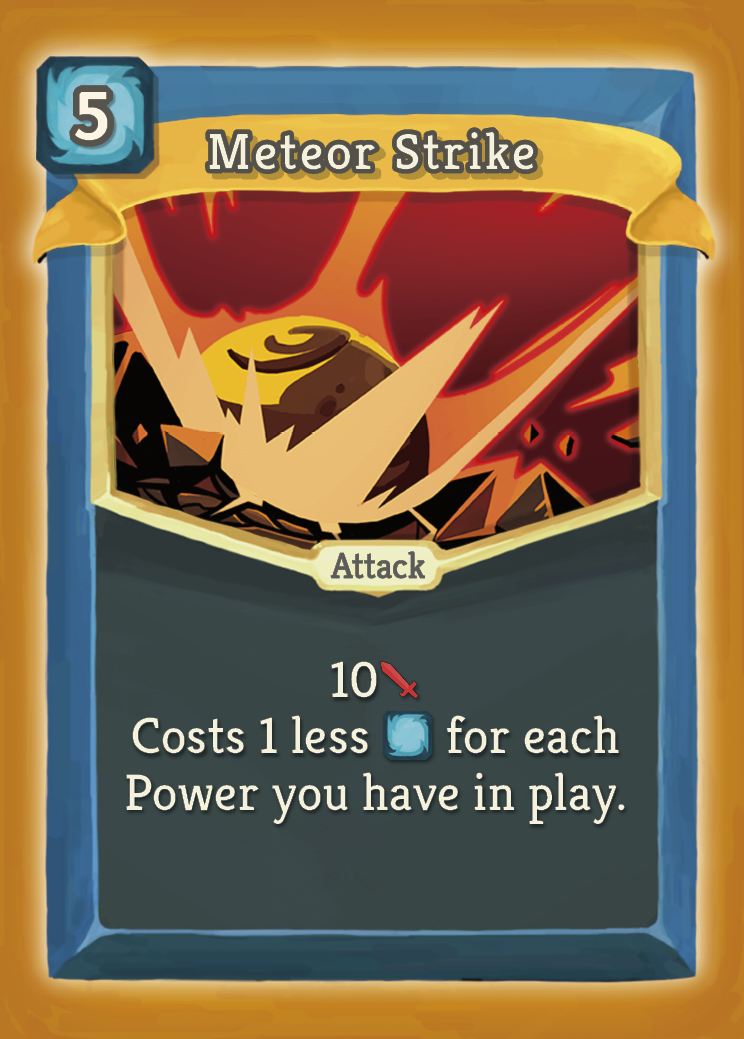 5
Meteor Strike
Attack
10
Costs 1 less for each
Power you have in play.